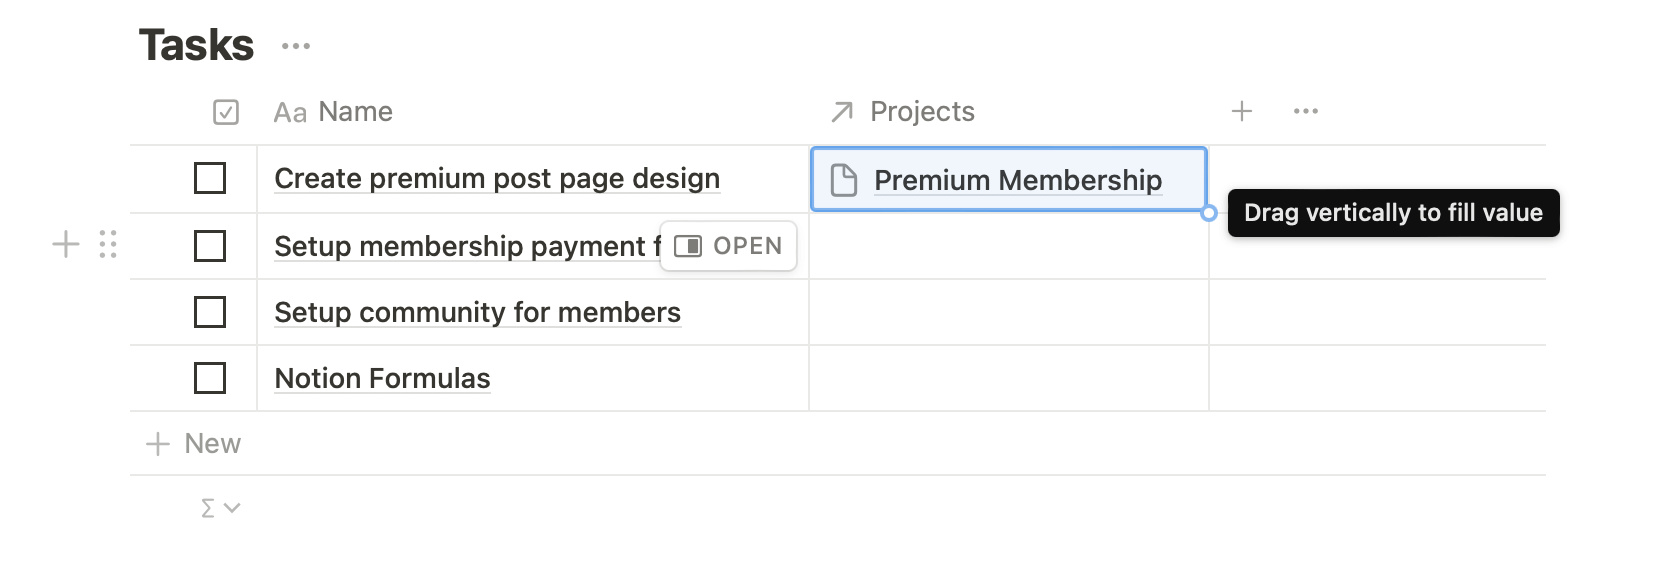 Tasks
Aa Name Projects
Create premium post page design Premium Membership
Drag vertically to fill value
Setup membership payment OPEN
Setup community for members
Notion Formulas
New
Σ